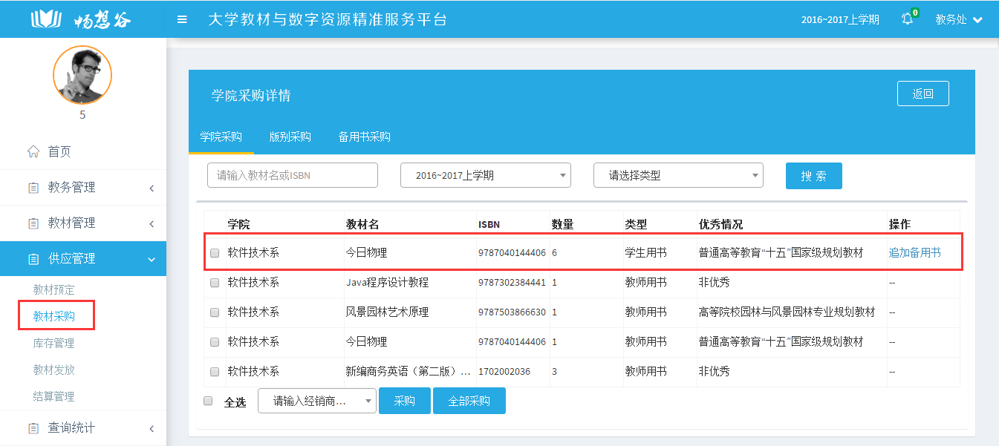 畅想谷 大学教材与数字资源精准服务平台 2016~2017上学期 0 教务处
5
首页
教务管理
教材管理
供应管理
教材预定
教材采购
库存管理
教材发放
结算管理
查询统计
学院采购详情 返回
学院采购 版别采购 备用书采购
请输入教材名或ISBN 2016~2017上学期 请选择类型 搜 索
学院 教材名 ISBN 数量 类型 优秀情况 操作
软件技术系 今日物理 9787040144406 6 学生用书 普通高等教育“十五”国家级规划教材 追加备用书
软件技术系 Java程序设计教程 9787302384441 1 教师用书 非优秀 --
软件技术系 风景园林艺术原理 9787503866630 1 教师用书 高等院校园林与风景园林专业规划教材 --
软件技术系 今日物理 9787040144406 1 教师用书 普通高等教育“十五”国家级规划教材 --
软件技术系 新编商务英语（第二版）… 1702002036 3 教师用书 非优秀 --
全选 请输入经销商… 采购 全部采购